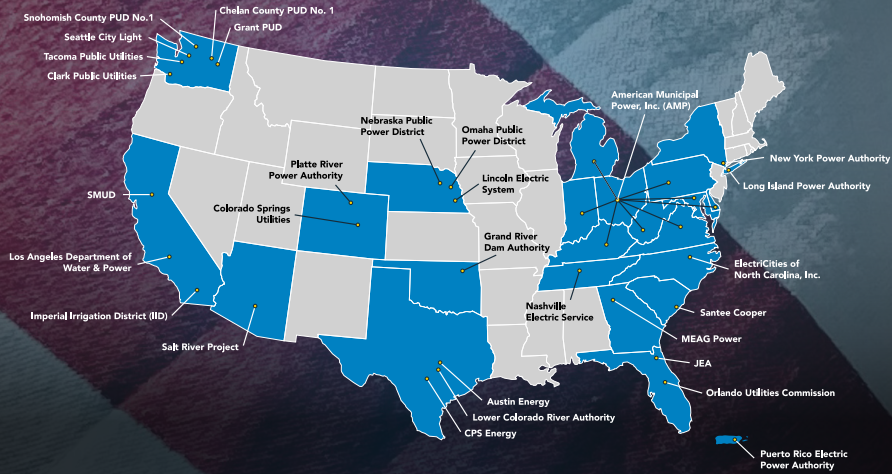 Chelan County PUD No. 1
Snohomish County PUD No.1
Grant PUD
Seattle City Light
Tacoma Public Utilities
Clark Public Utilities
American Municipal
Power, Inc. (AMP)
Nebraska Public
Power District
Omaha Public
Power District
New York Power Authority
Platte River
Power Authority
Lincoln Electric
System
Long Island Power Authority
SMUD
Colorado Springs
Utilities
Grand River
Dam Authority
Los Angeles Department of
Water & Power
ElectriCities of
North Carolina, Inc.
Imperial Irrigation District (IID)
Nashville
Electric Service
Santee Cooper
MEAG Power
Salt River Project
JEA
Orlando Utilities Commission
Austin Energy
Lower Colorado River Authority
CPS Energy
Puerto Rico Electric
Power Authority